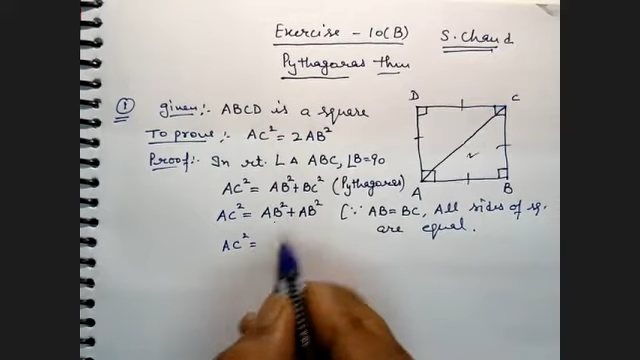 Exercise - 10(B) S.Chand
Pythagoras thm
① given:- ABCD is a square
To prove:- AC² = 2AB²
Proof:- In rt. L △ ABC, ∠B=90
AC² = AB² + BC² (Pythagoras)
AC² = AB² + AB² [∵ AB = BC, All sides of sq.
are equal.
AC² =
D C
A B